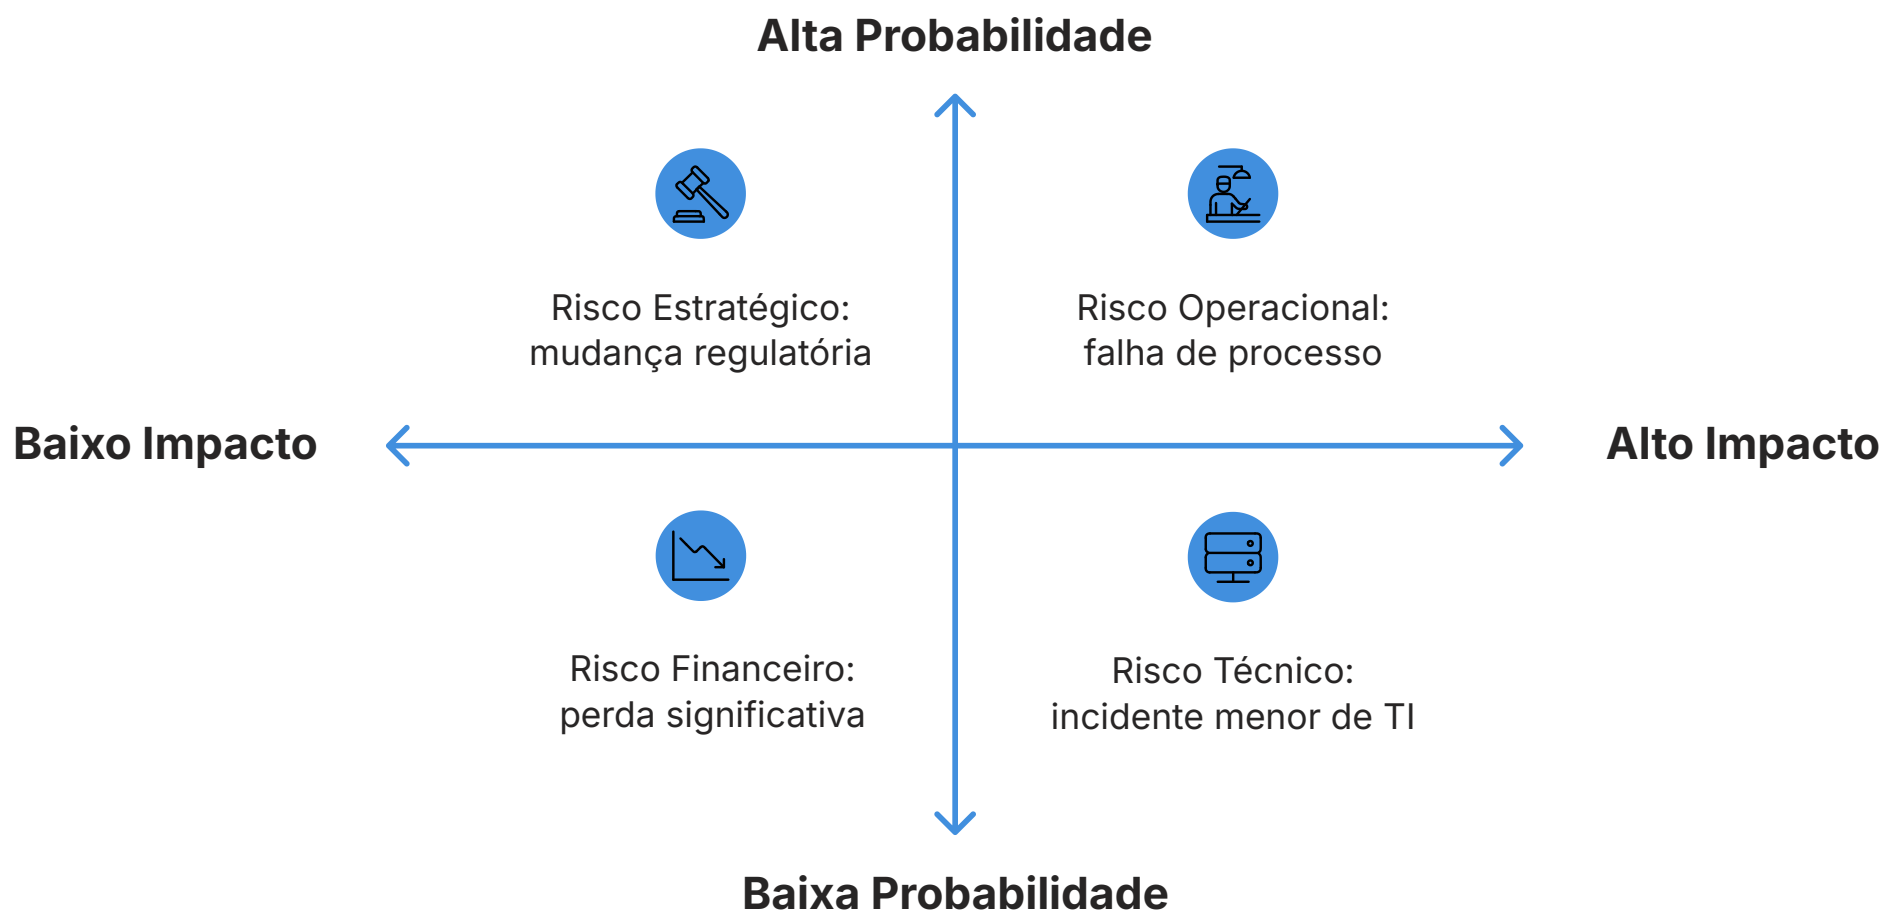 Alta Probabilidade
Risco Estratégico:
mudança regulatória
Risco Operacional:
falha de processo
Baixo Impacto
Alto Impacto
Risco Financeiro:
perda significativa
Risco Técnico:
incidente menor de TI
Baixa Probabilidade